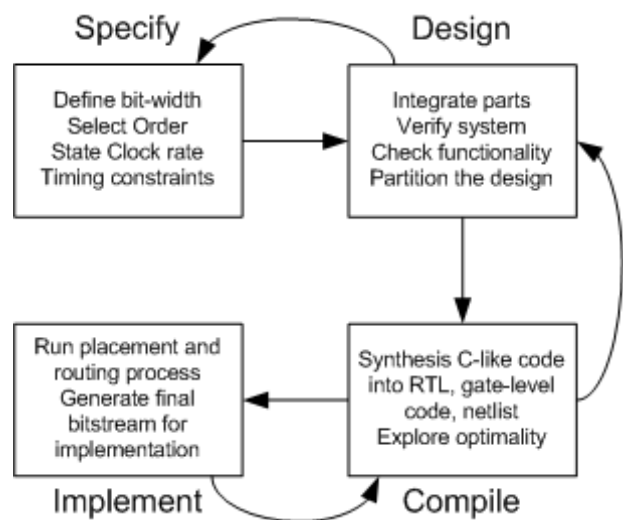 Specify
Design
Define bit-width
Select Order
State Clock rate
Timing constraints
Integrate parts
Verify system
Check functionality
Partition the design
Run placement and
routing process
Generate final
bitstream for
implementation
Synthesis C-like code
into RTL, gate-level
code, netlist
Explore optimality
Implement
Compile